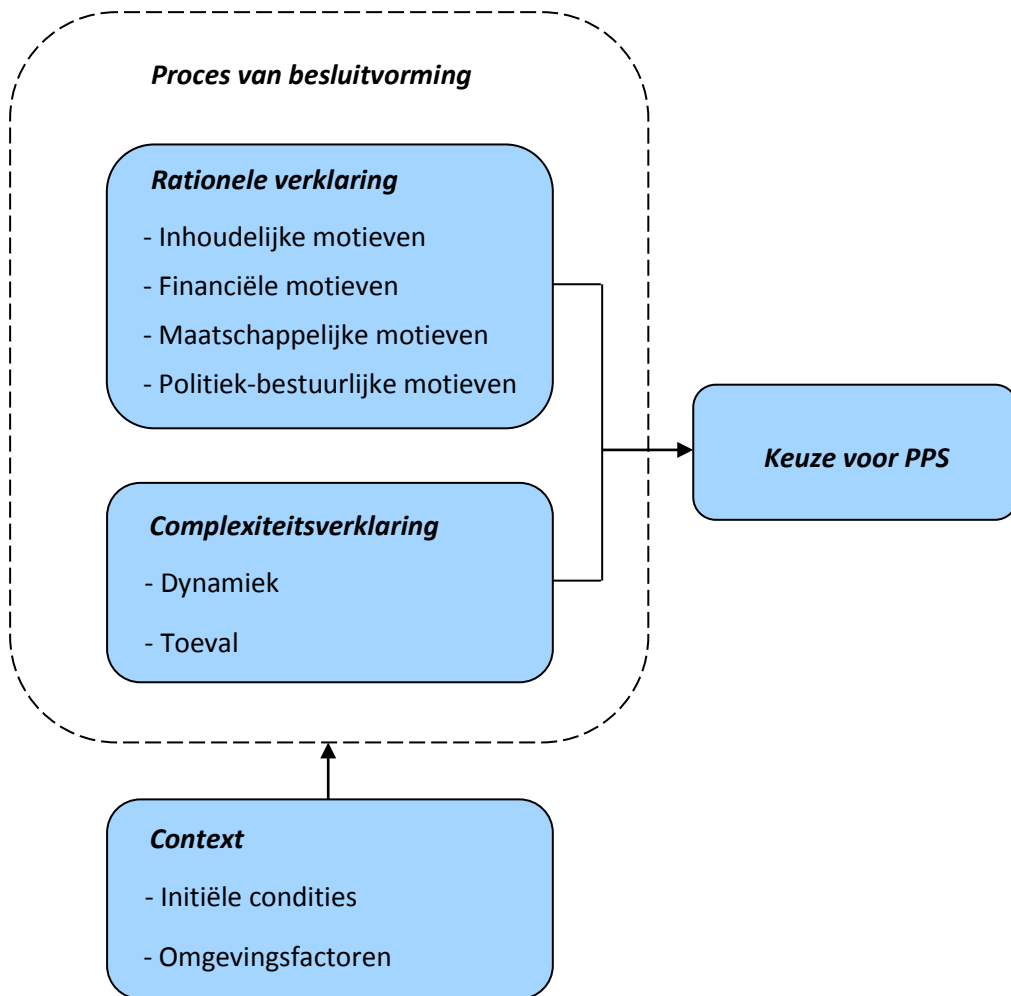 Proces van besluitvorming
Rationele verklaring
- Inhoudelijke motieven
- Financiële motieven
- Maatschappelijke motieven
- Politiek-bestuurlijke motieven
Keuze voor PPS
Complexiteitsverklaring
- Dynamiek
- Toeval
Context
- Initiële condities
- Omgevingsfactoren